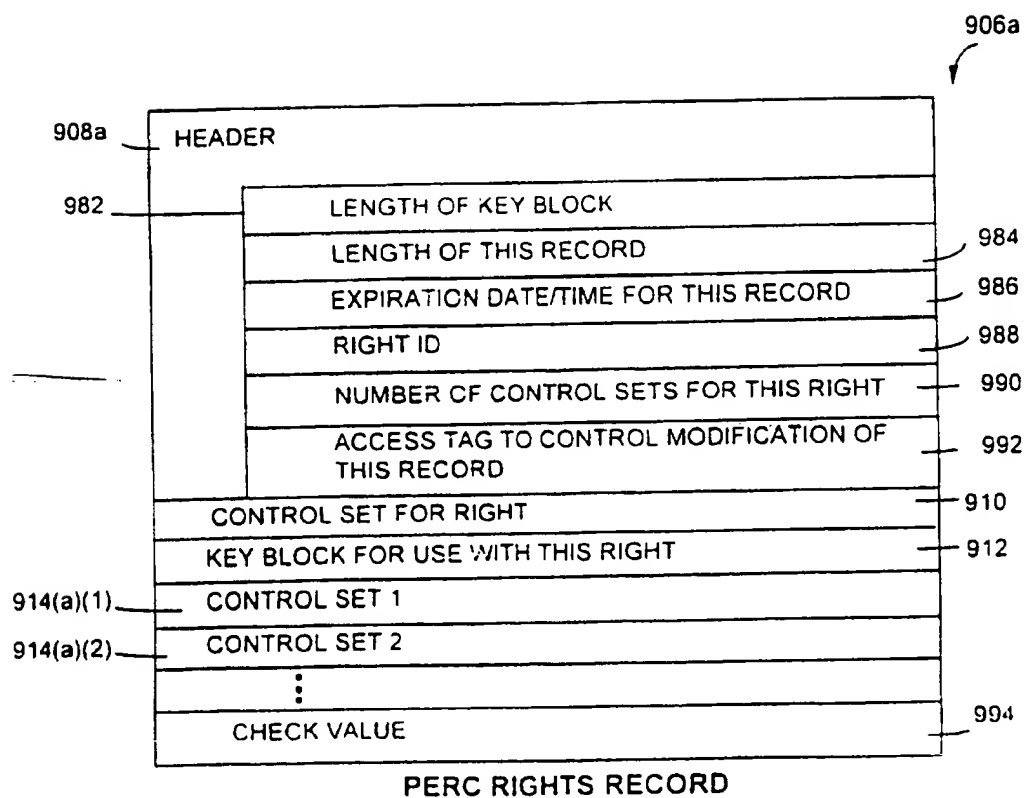 906a
908a HEADER
982 LENGTH OF KEY BLOCK
LENGTH OF THIS RECORD 984
EXPIRATION DATE/TIME FOR THIS RECORD 986
RIGHT ID 988
NUMBER OF CONTROL SETS FOR THIS RIGHT 990
ACCESS TAG TO CONTROL MODIFICATION OF
THIS RECORD 992
CONTROL SET FOR RIGHT 910
KEY BLOCK FOR USE WITH THIS RIGHT 912
914(a)(1) CONTROL SET 1
914(a)(2) CONTROL SET 2
CHECK VALUE 994
PERC RIGHTS RECORD